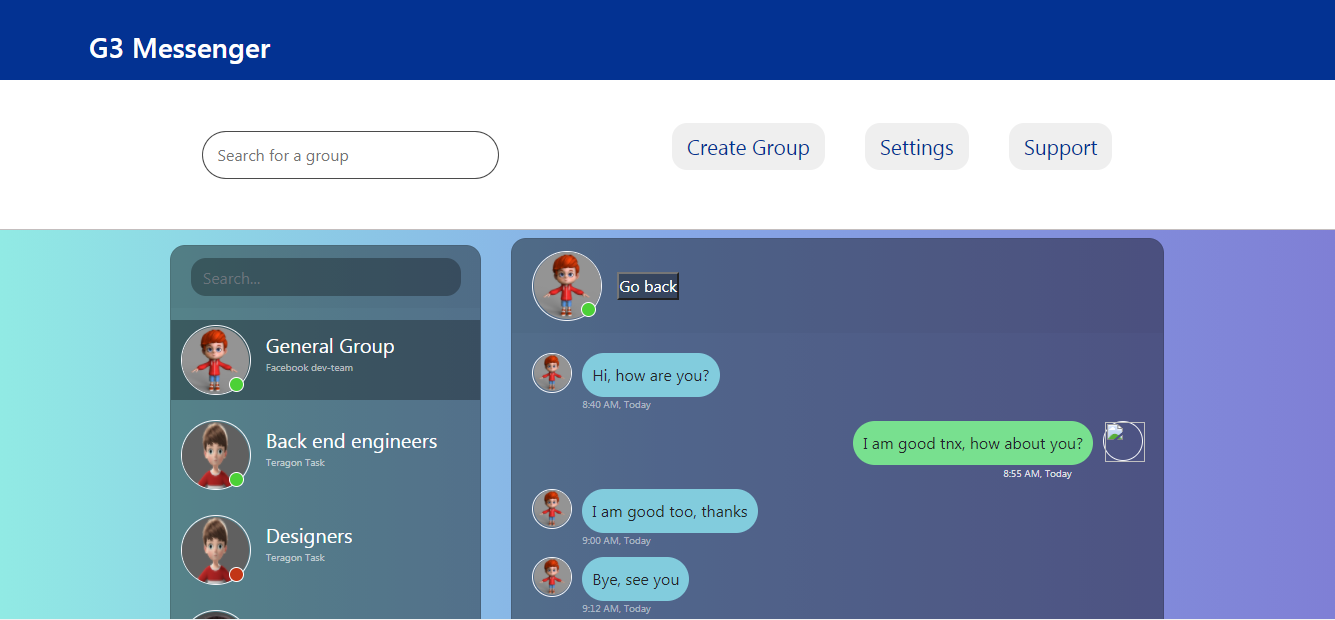 G3 Messenger
Search for a group
Create Group
Settings
Support
Search...
General Group
Facebook dev-team
Back end engineers
Teragon Task
Designers
Teragon Task
Go back
Hi, how are you?
8:40 AM, Today
I am good tnx, how about you?
8:55 AM, Today
I am good too, thanks
9:00 AM, Today
Bye, see you
9:12 AM, Today